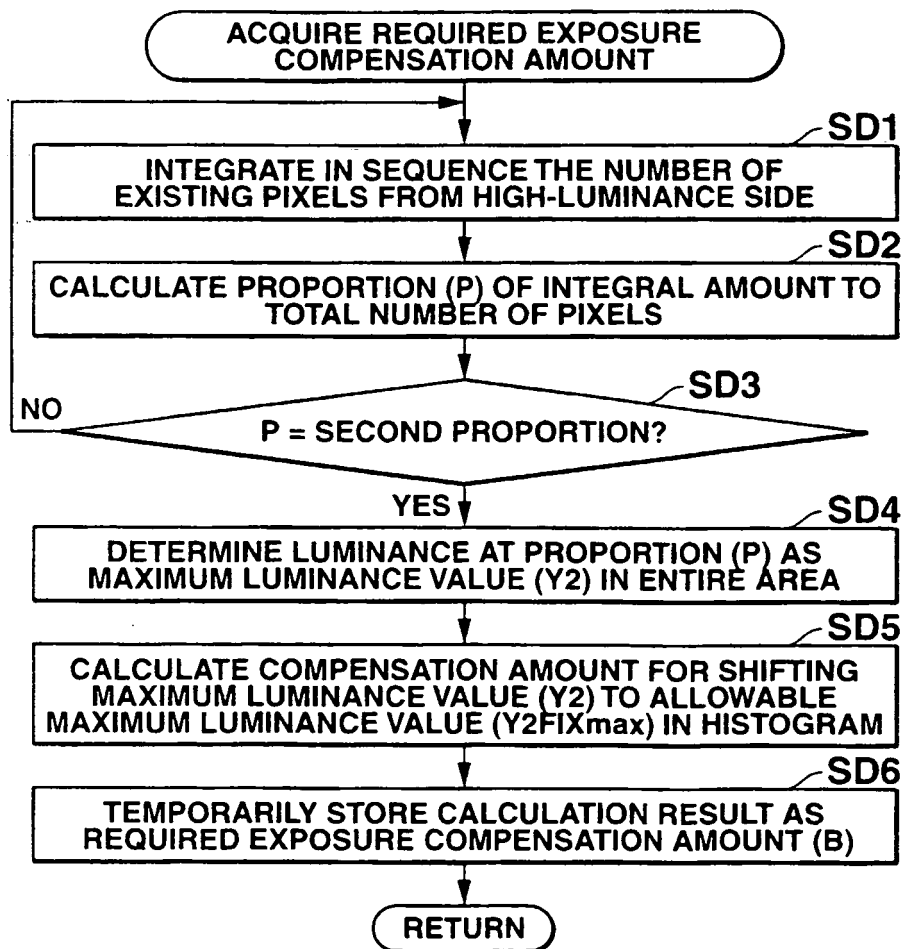 ACQUIRE REQUIRED EXPOSURE
COMPENSATION AMOUNT
SD1
INTEGRATE IN SEQUENCE THE NUMBER OF
EXISTING PIXELS FROM HIGH-LUMINANCE SIDE
SD2
CALCULATE PROPORTION (P) OF INTEGRAL AMOUNT TO
TOTAL NUMBER OF PIXELS
SD3
NO
P = SECOND PROPORTION?
YES
SD4
DETERMINE LUMINANCE AT PROPORTION (P) AS
MAXIMUM LUMINANCE VALUE (Y2) IN ENTIRE AREA
SD5
CALCULATE COMPENSATION AMOUNT FOR SHIFTING
MAXIMUM LUMINANCE VALUE (Y2) TO ALLOWABLE
MAXIMUM LUMINANCE VALUE (Y2FIXmax) IN HISTOGRAM
SD6
TEMPORARILY STORE CALCULATION RESULT AS
REQUIRED EXPOSURE COMPENSATION AMOUNT (B)
RETURN